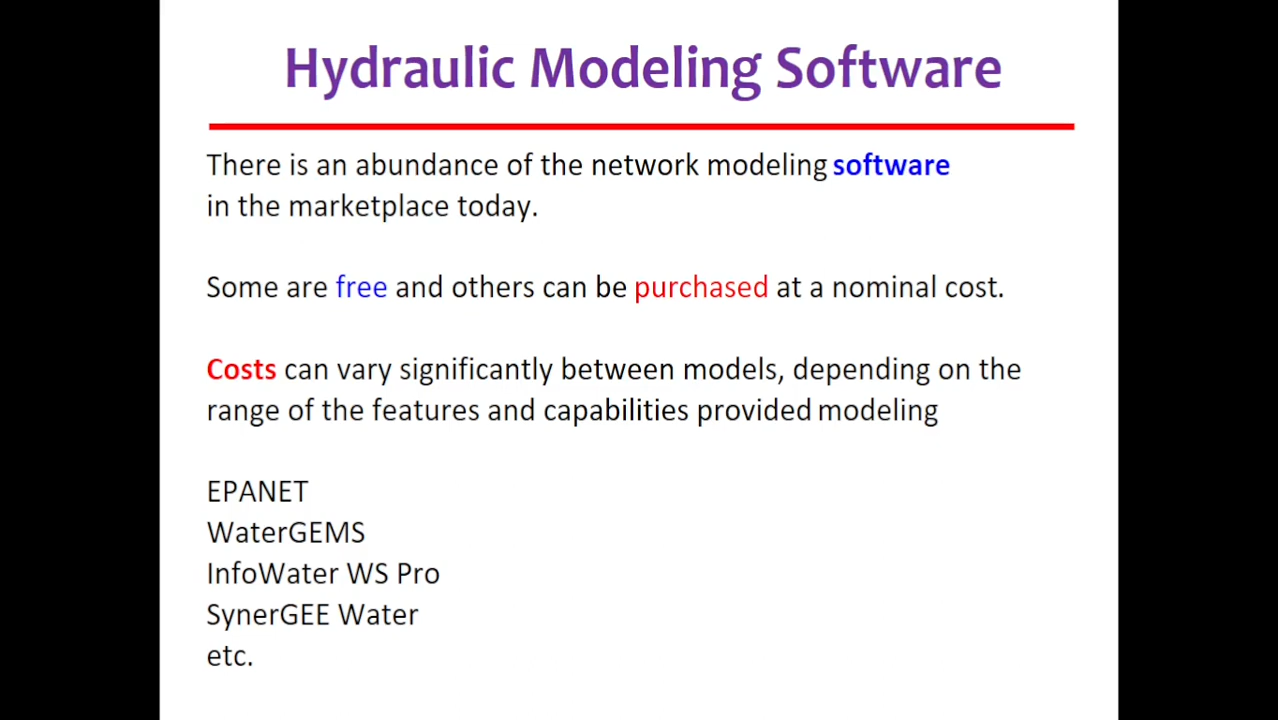 Hydraulic Modeling Software
There is an abundance of the network modeling software
in the marketplace today.
Some are free and others can be purchased at a nominal cost.
Costs can vary significantly between models, depending on the
range of the features and capabilities provided modeling
EPANET
WaterGEMS
InfoWater WS Pro
SynerGEE Water
etc.